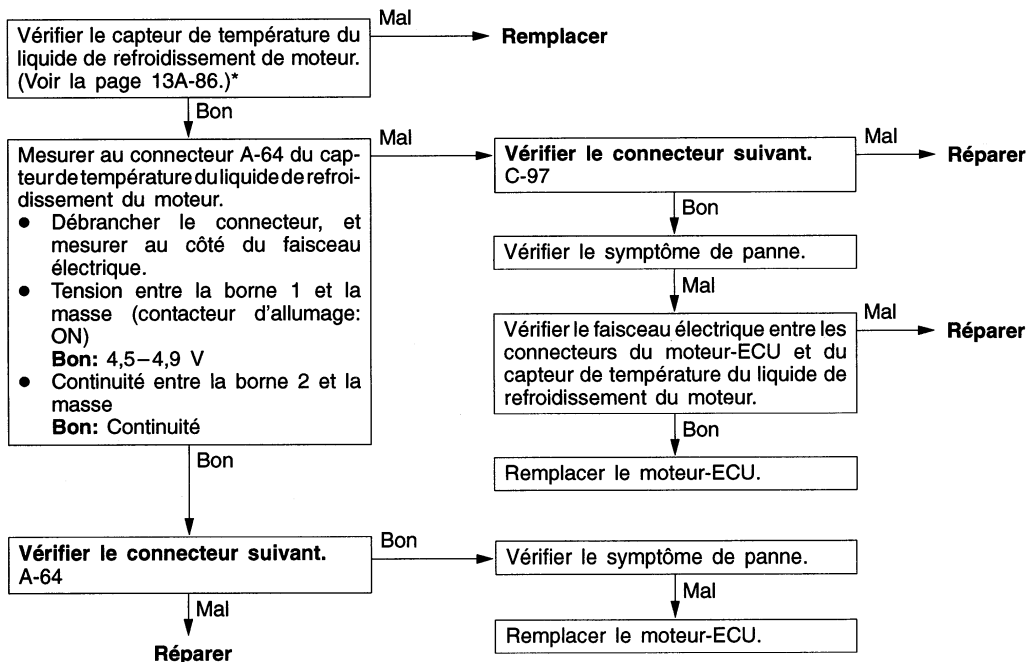 Vérifier le capteur de température du
liquide de refroidissement de moteur.
(Voir la page 13A-86.)*
Mal
Remplacer
Bon
Mesurer au connecteur A-64 du cap-
teur de température du liquide de refroi-
dissement du moteur.
● Débrancher le connecteur, et
mesurer au côté du faisceau
électrique.
● Tension entre la borne 1 et la
masse (contacteur d'allumage:
ON)
Bon: 4,5–4,9 V
● Continuité entre la borne 2 et la
masse
Bon: Continuité
Mal
Vérifier le connecteur suivant.
C-97
Mal
Réparer
Bon
Vérifier le symptôme de panne.
Mal
Vérifier le faisceau électrique entre les
connecteurs du moteur-ECU et du
capteur de température du liquide de
refroidissement du moteur.
Mal
Réparer
Bon
Remplacer le moteur-ECU.
Bon
Vérifier le connecteur suivant.
A-64
Bon
Vérifier le symptôme de panne.
Mal
Remplacer le moteur-ECU.
Mal
Réparer